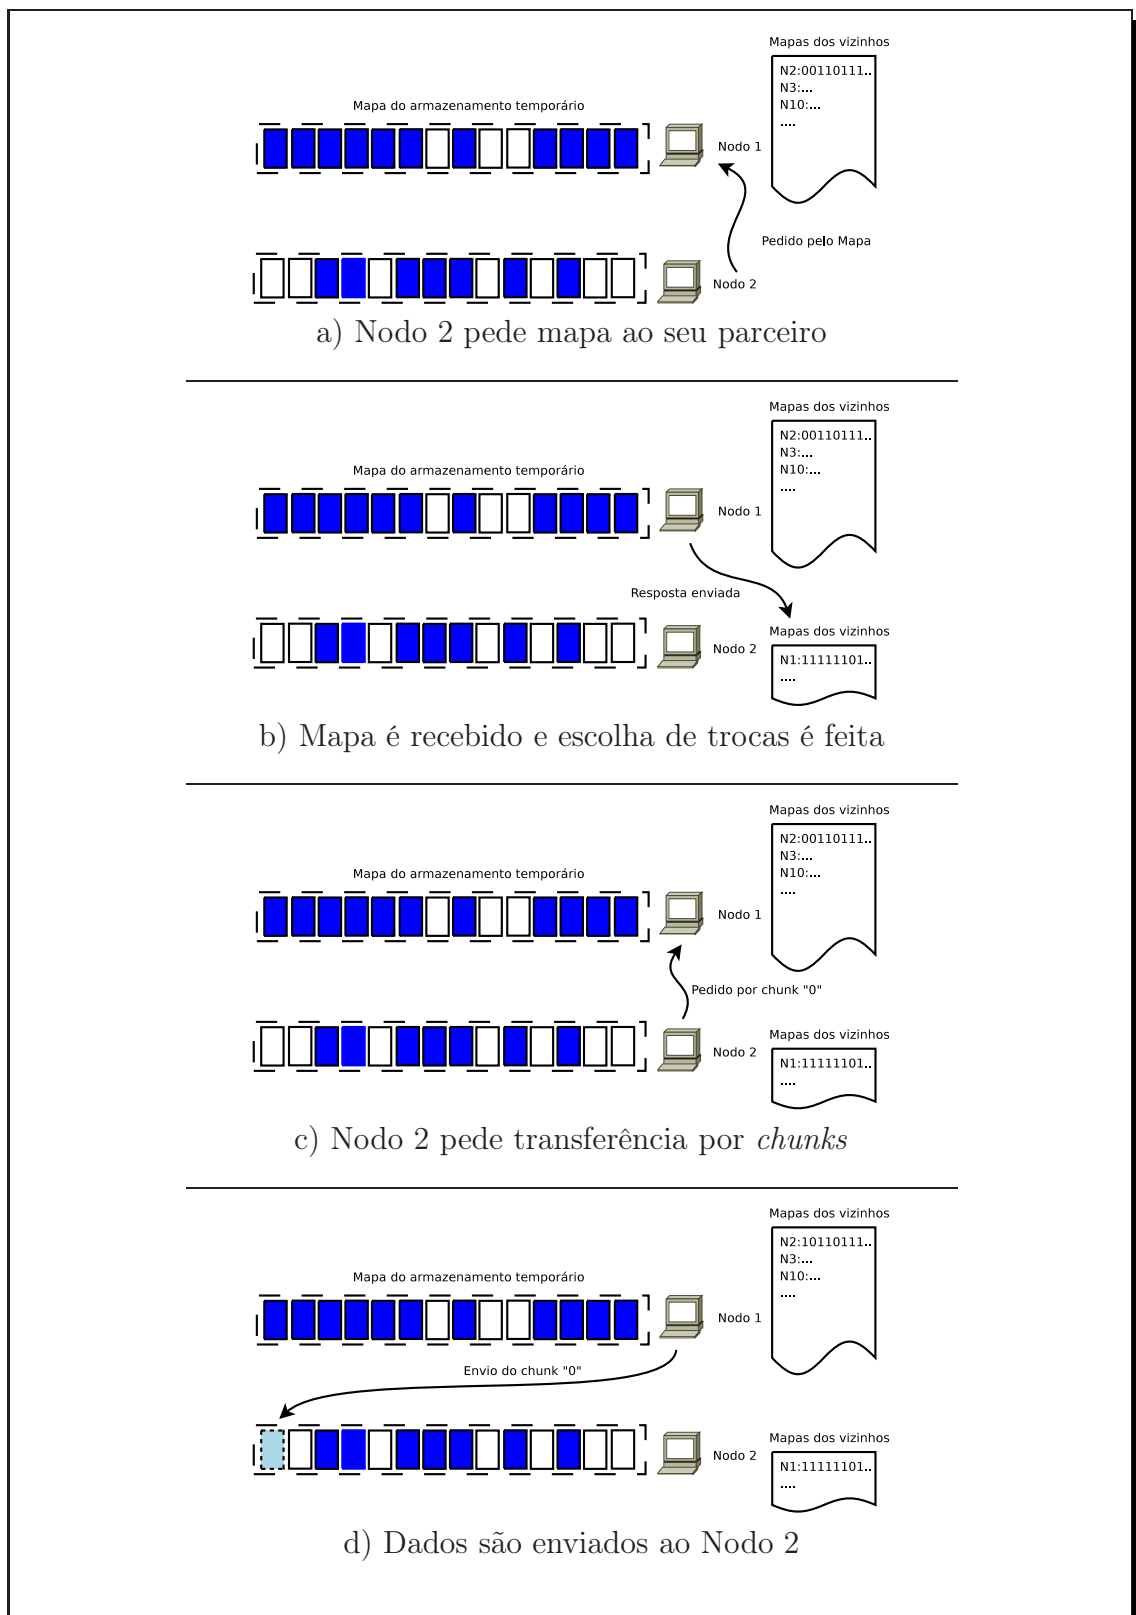 Mapas dos vizinhos
N2:00110111..
N3:...
N10:...
....
Mapa do armazenamento temporário
Nodo 1
Pedido pelo Mapa
Nodo 2
a) Nodo 2 pede mapa ao seu parceiro
Mapas dos vizinhos
N2:00110111..
N3:...
N10:...
....
Mapa do armazenamento temporário
Nodo 1
Resposta enviada
Mapas dos vizinhos
Nodo 2
N1:11111101..
....
b) Mapa é recebido e escolha de trocas é feita
Mapas dos vizinhos
N2:00110111..
N3:...
N10:...
....
Mapa do armazenamento temporário
Nodo 1
Pedido por chunk "0"
Mapas dos vizinhos
Nodo 2
N1:11111101..
....
c) Nodo 2 pede transferência por chunks
Mapas dos vizinhos
N2:10110111..
N3:...
N10:...
....
Mapa do armazenamento temporário
Nodo 1
Envio do chunk "0"
Mapas dos vizinhos
Nodo 2
N1:11111101..
....
d) Dados são enviados ao Nodo 2